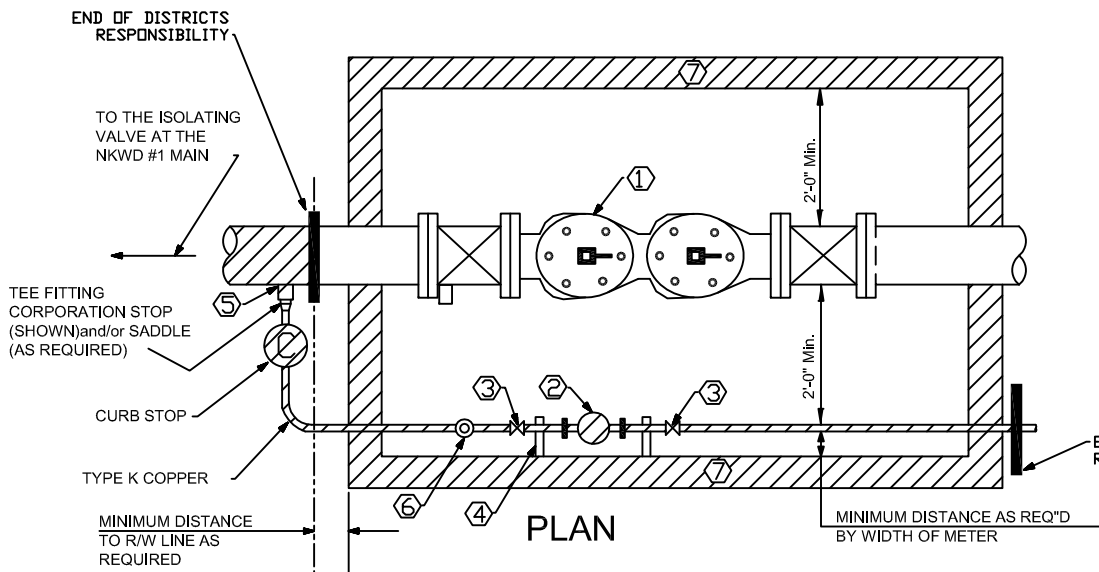 END OF DISTRICTS
RESPONSIBILITY
TO THE ISOLATING
VALVE AT THE
NKWD #1 MAIN
7
1
2'-0" Min.
TEE FITTING
CORPORATION STOP
(SHOWN)and/or SADDLE
(AS REQUIRED)
5
C
CURB STOP
2'-0" Min.
3
2
3
TYPE K COPPER
6
4
7
MINIMUM DISTANCE
TO R/W LINE AS
REQUIRED
PLAN
MINIMUM DISTANCE AS REQ"D
BY WIDTH OF METER